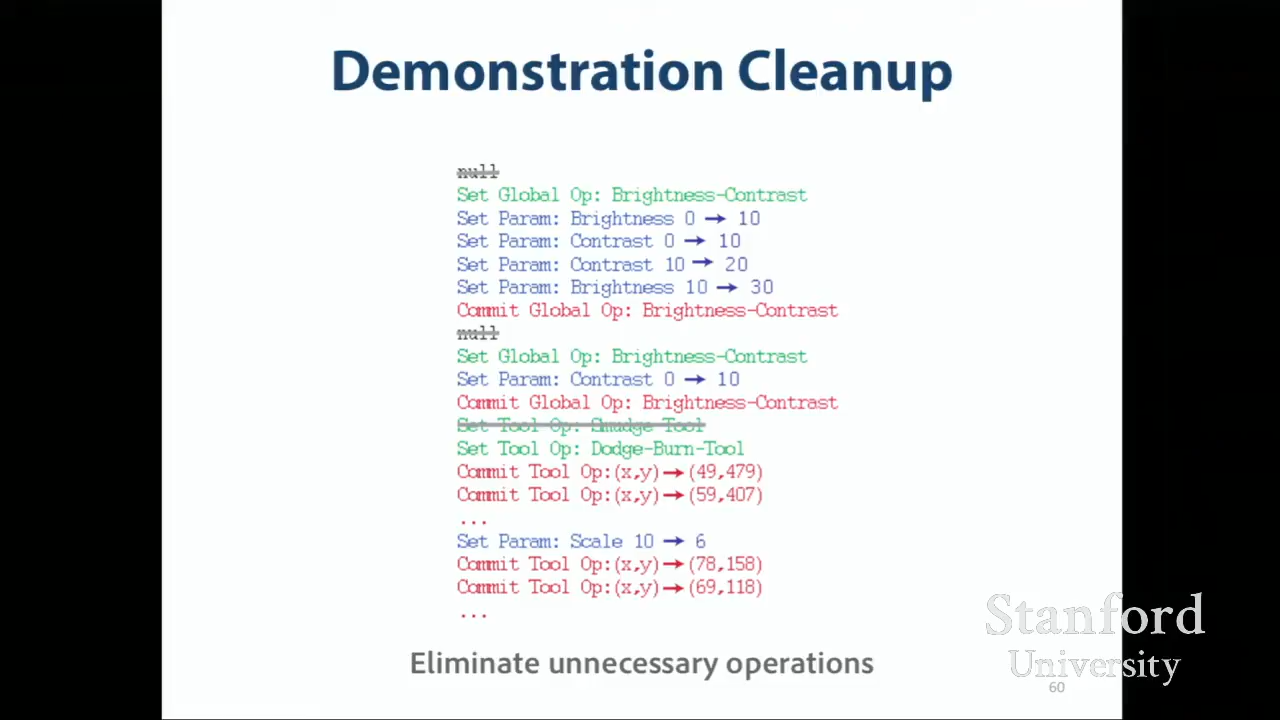 Demonstration Cleanup
null
Set Global Op: Brightness-Contrast
Set Param: Brightness 0 → 10
Set Param: Contrast 0 → 10
Set Param: Contrast 10 → 20
Set Param: Brightness 10 → 30
Commit Global Op: Brightness-Contrast
null
Set Global Op: Brightness-Contrast
Set Param: Contrast 0 → 10
Commit Global Op: Brightness-Contrast
Set Tool Op: Smudge Tool
Set Tool Op: Dodge-Burn-Tool
Commit Tool Op:(x,y)→(49,479)
Commit Tool Op:(x,y)→(59,407)
...
Set Param: Scale 10 → 6
Commit Tool Op:(x,y)→(78,158)
Commit Tool Op:(x,y)→(69,118)
...
Eliminate unnecessary operations
Stanford
University
60